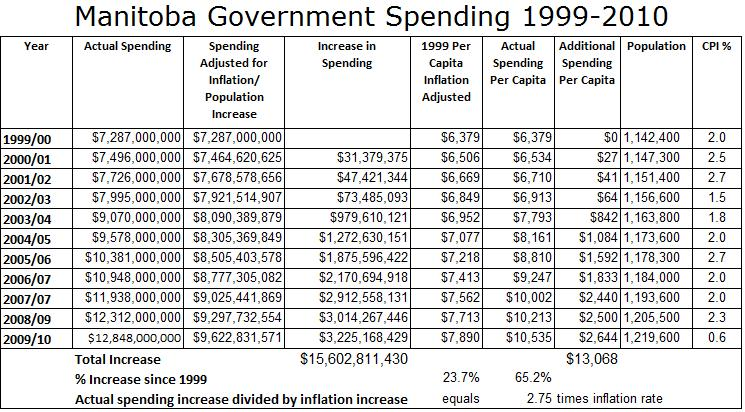 Manitoba Government Spending 1999-2010
Year Actual Spending Spending Adjusted for Inflation/ Population Increase Increase in Spending 1999 Per Capita Inflation Adjusted Actual Spending Per Capita Additional Spending Per Capita Population CPI %
1999/00 $7,287,000,000 $7,287,000,000 $6,379 $6,379 $0 1,142,400 2.0
2000/01 $7,496,000,000 $7,464,620,625 $31,379,375 $6,506 $6,534 $27 1,147,300 2.5
2001/02 $7,726,000,000 $7,678,578,656 $47,421,344 $6,669 $6,710 $41 1,151,400 2.7
2002/03 $7,995,000,000 $7,921,514,907 $73,485,093 $6,849 $6,913 $64 1,156,600 1.5
2003/04 $9,070,000,000 $8,090,389,879 $979,610,121 $6,952 $7,793 $842 1,163,800 1.8
2004/05 $9,578,000,000 $8,305,369,849 $1,272,630,151 $7,077 $8,161 $1,084 1,173,600 2.0
2005/06 $10,381,000,000 $8,505,403,578 $1,875,596,422 $7,218 $8,810 $1,592 1,178,300 2.7
2006/07 $10,948,000,000 $8,777,305,082 $2,170,694,918 $7,413 $9,247 $1,833 1,184,000 2.0
2007/07 $11,938,000,000 $9,025,441,869 $2,912,558,131 $7,562 $10,002 $2,440 1,193,600 2.0
2008/09 $12,312,000,000 $9,297,732,554 $3,014,267,446 $7,713 $10,213 $2,500 1,205,500 2.3
2009/10 $12,848,000,000 $9,622,831,571 $3,225,168,429 $7,890 $10,535 $2,644 1,219,600 0.6
Total Increase $15,602,811,430 $13,068
% Increase since 1999 23.7% 65.2%
Actual spending increase divided by inflation increase equals 2.75 times inflation rate